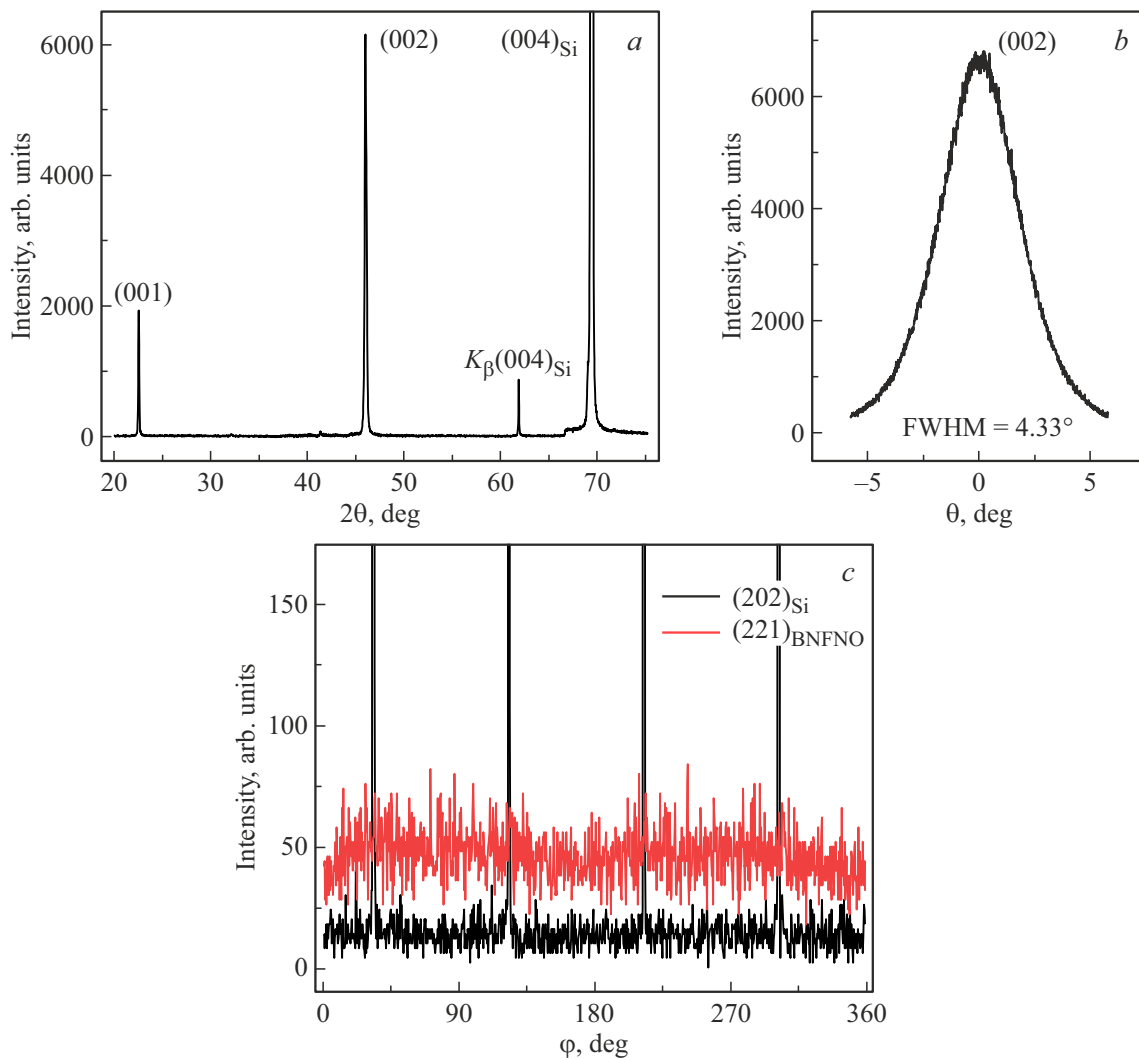 a
(002)
(004)Si
(001)
Kβ(004)Si
6000
4000
2000
0
20
30
40
50
60
70
2θ, deg
Intensity, arb. units
b
(002)
6000
4000
2000
0
FWHM = 4.33°
–5
0
5
θ, deg
Intensity, arb. units
c
(202)Si
(221)BNFNO
150
100
50
0
0
90
180
270
360
φ, deg
Intensity, arb. units